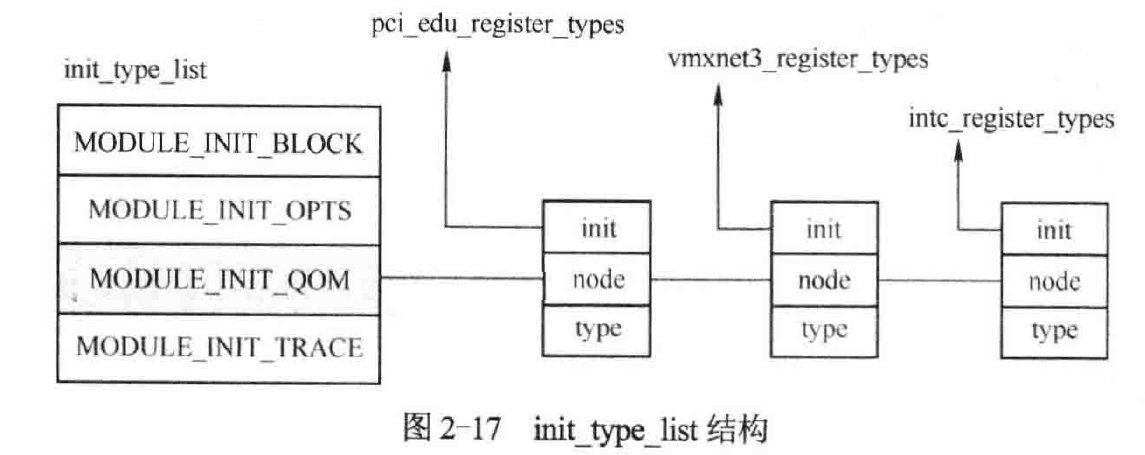 pci_edu_register_types
init_type_list
vmxnet3_register_types
intc_register_types
MODULE_INIT_BLOCK
MODULE_INIT_OPTS
MODULE_INIT_QOM
MODULE_INIT_TRACE
init
node
type
init
node
type
init
node
type
图 2-17 init_type_list 结构